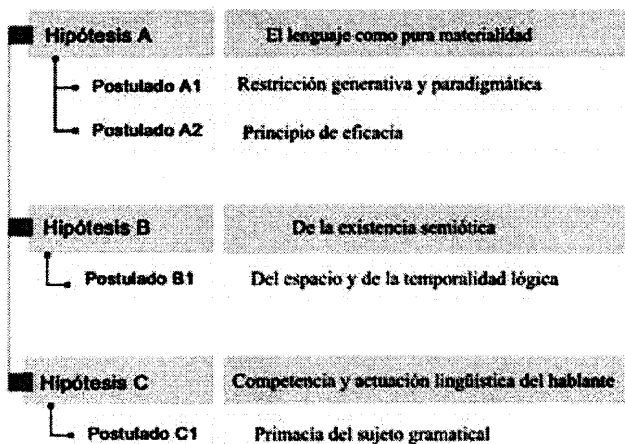 Hipótesis A El lenguaje como pura materialidad
Postulado A1 Restricción generativa y paradigmática
Postulado A2 Principio de eficacia
Hipótesis B De la existencia semiótica
Postulado B1 Del espacio y de la temporalidad lógica
Hipótesis C Competencia y actuación lingüística del hablante
Postulado C1 Primacía del sujeto gramatical